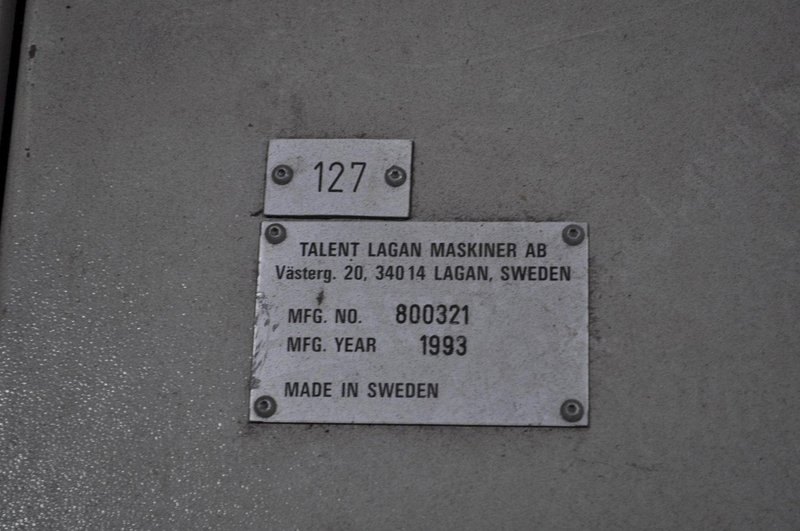 127
TALENT LAGAN MASKINER AB
Västerg. 20, 340 14 LAGAN, SWEDEN
MFG. NO. 800321
MFG. YEAR 1993
MADE IN SWEDEN